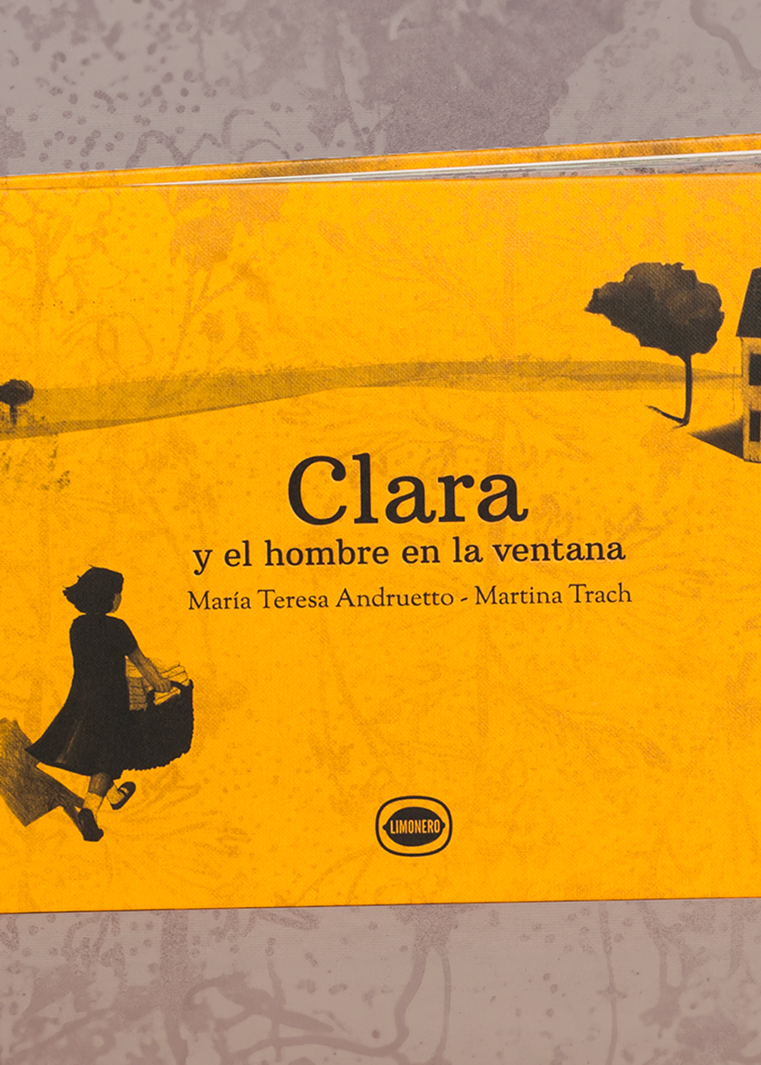 Clara
y el hombre en la ventana
María Teresa Andruetto - Martina Trach
LIMONERO